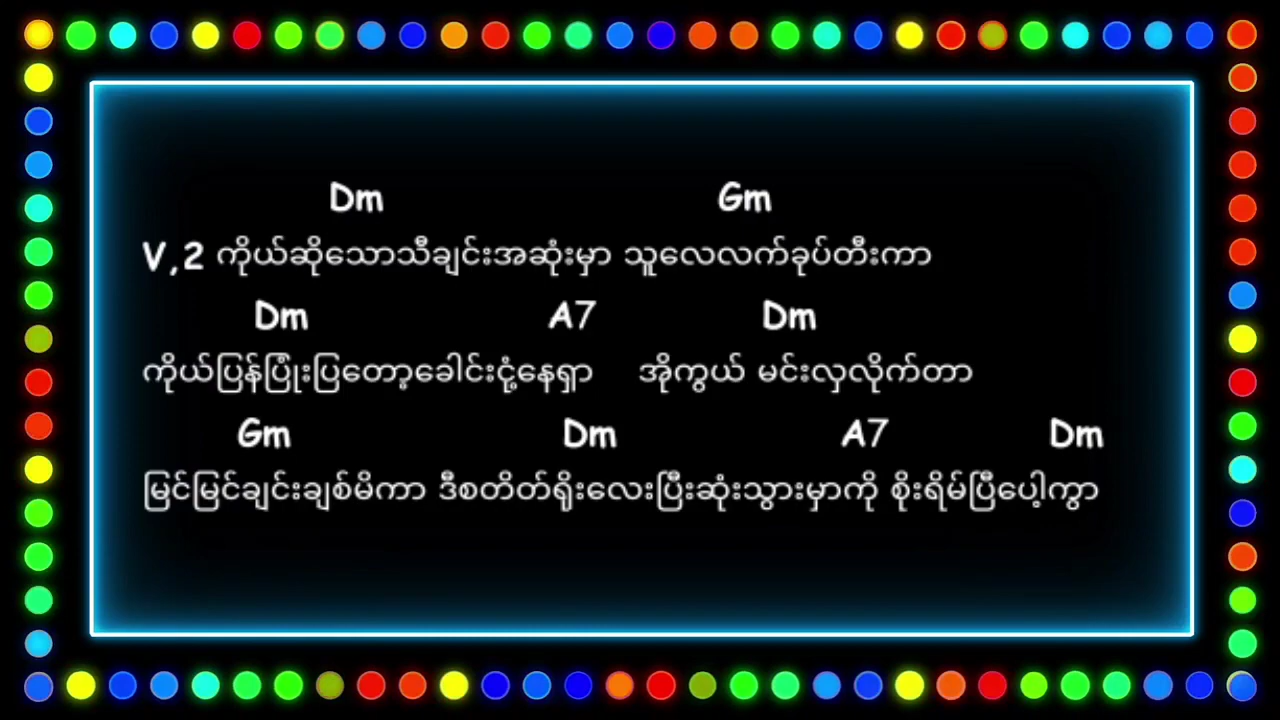 Dm Gm
V,2 ကိုယ်ဆိုသောသီချင်းအဆုံးမှာ သူလေလက်ခုပ်တီးကာ
Dm A7 Dm
ကိုယ်ပြန်ပြုံးပြတော့ခေါင်းငုံ့နေရှာ အိုကွယ် မင်းလှလိုက်တာ
Gm Dm A7 Dm
မြင်မြင်ချင်းချစ်မိကာ ဒီစတိတ်ရှိုးလေးပြီးဆုံးသွားမှာကို စိုးရိမ်ပြီပေါ့ကွာ